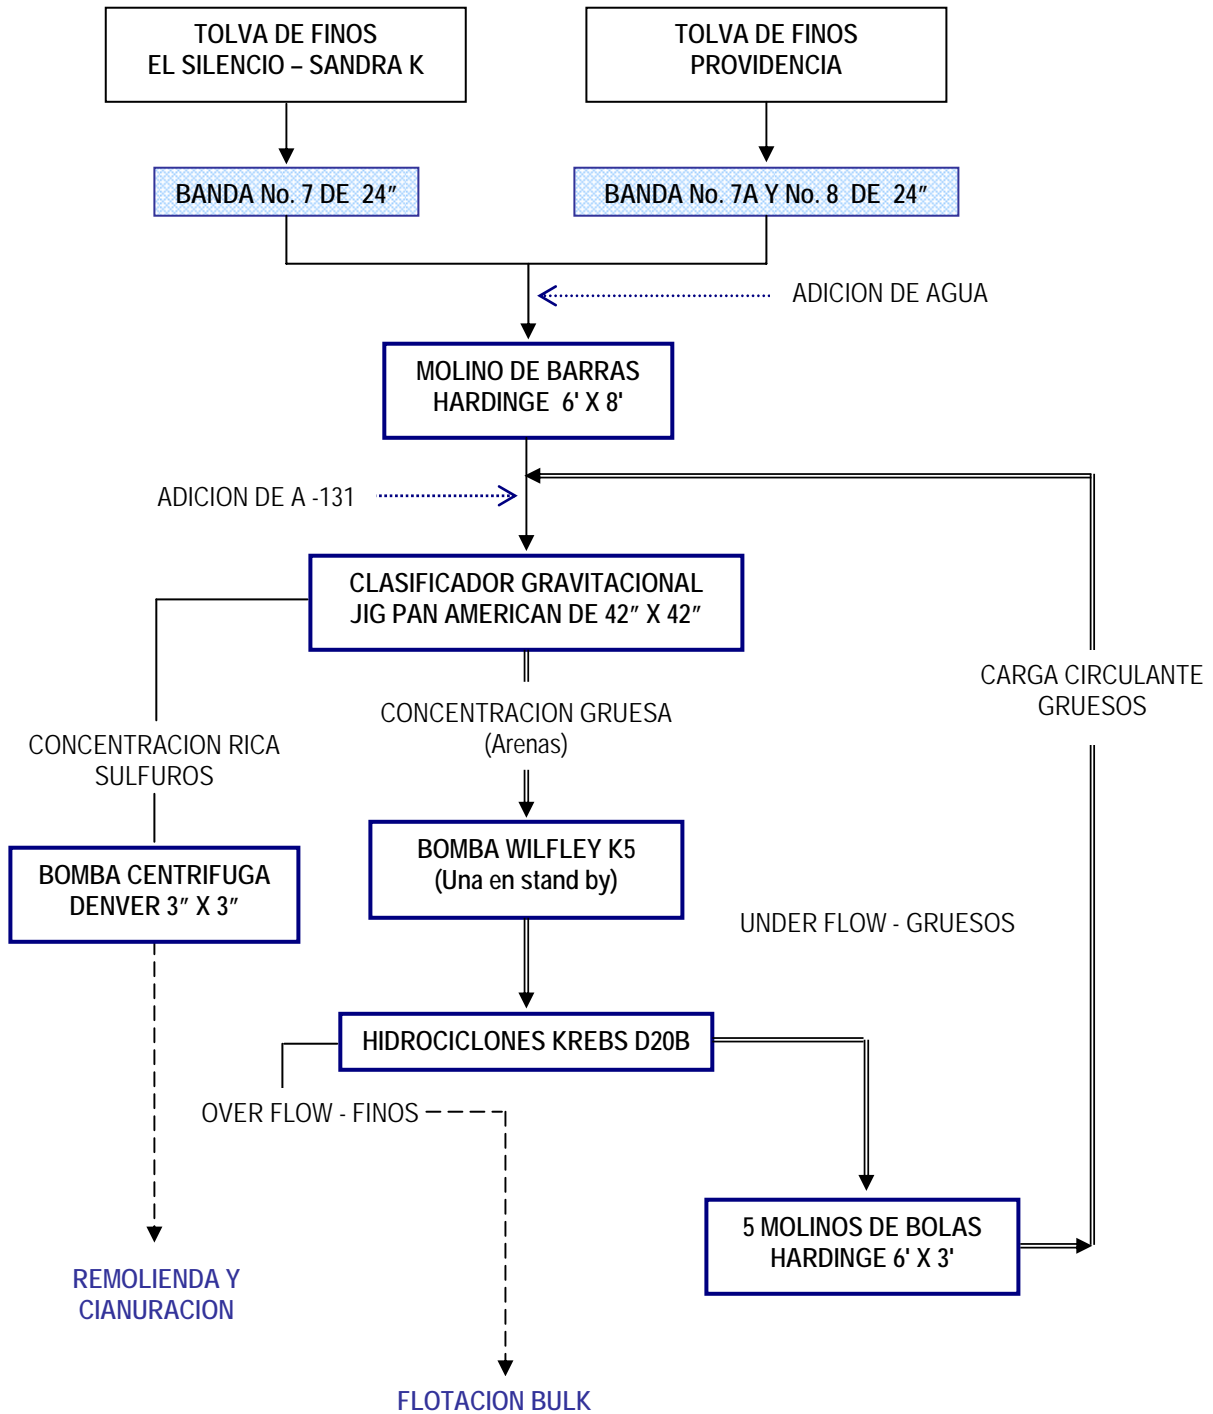 TOLVA DE FINOS
EL SILENCIO – SANDRA K
TOLVA DE FINOS
PROVIDENCIA
BANDA No. 7 DE 24”
BANDA No. 7A Y No. 8 DE 24”
ADICION DE AGUA
MOLINO DE BARRAS
HARDINGE 6' X 8'
ADICION DE A -131
CLASIFICADOR GRAVITACIONAL
JIG PAN AMERICAN DE 42” X 42”
CARGA CIRCULANTE
GRUESOS
CONCENTRACION GRUESA
(Arenas)
CONCENTRACION RICA
SULFUROS
BOMBA WILFLEY K5
(Una en stand by)
BOMBA CENTRIFUGA
DENVER 3” X 3”
UNDER FLOW - GRUESOS
HIDROCICLONES KREBS D20B
OVER FLOW - FINOS
5 MOLINOS DE BOLAS
HARDINGE 6' X 3'
REMOLIENDA Y
CIANURACION
FLOTACION BULK